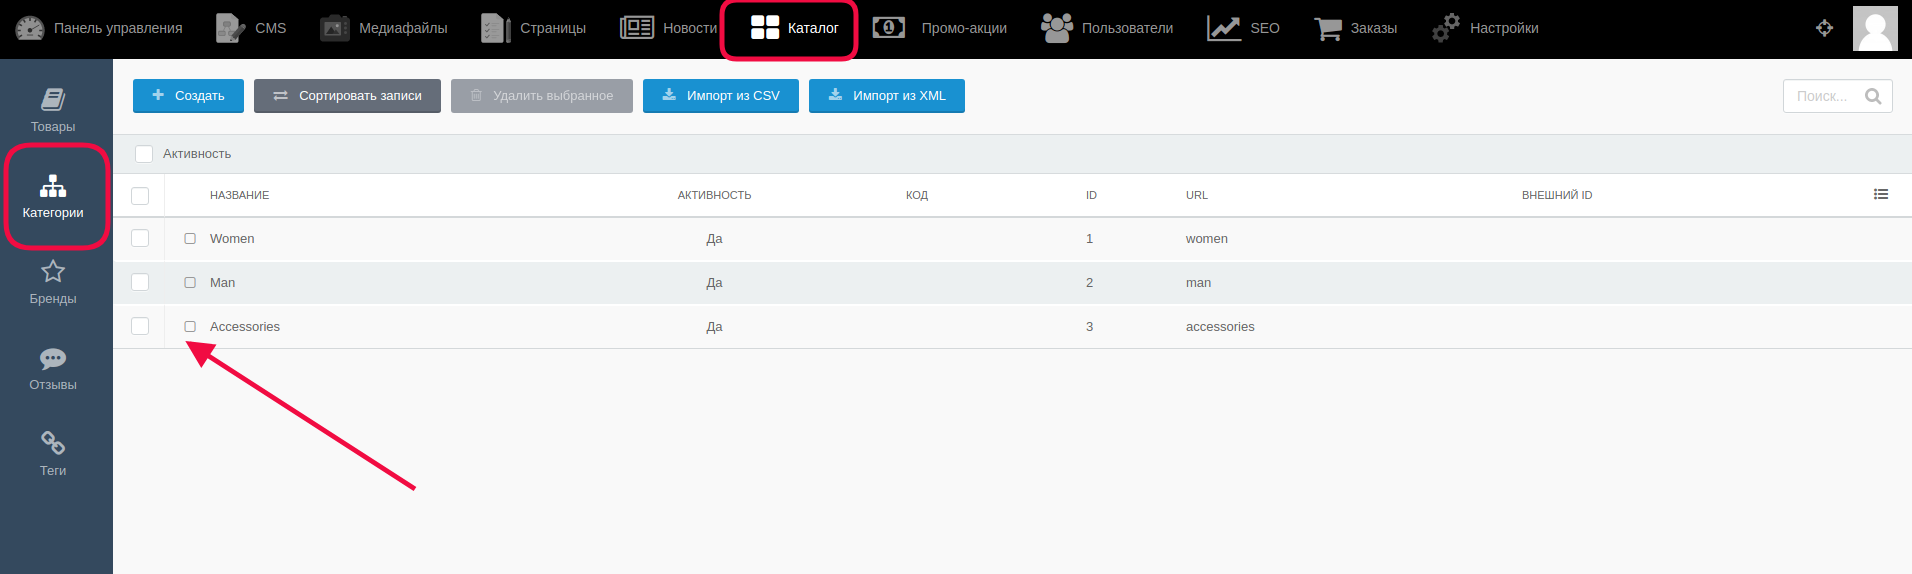 Панель управления CMS Медиафайлы Страницы Новости Каталог Промо-акции Пользователи SEO Заказы Настройки
Товары
Категории
Бренды
Отзывы
Теги
Создать Сортировать записи Удалить выбранное Импорт из CSV Импорт из XML Поиск...
Активность
НАЗВАНИЕ АКТИВНОСТЬ КОД ID URL ВНЕШНИЙ ID
Women Да 1 women
Man Да 2 man
Accessories Да 3 accessories